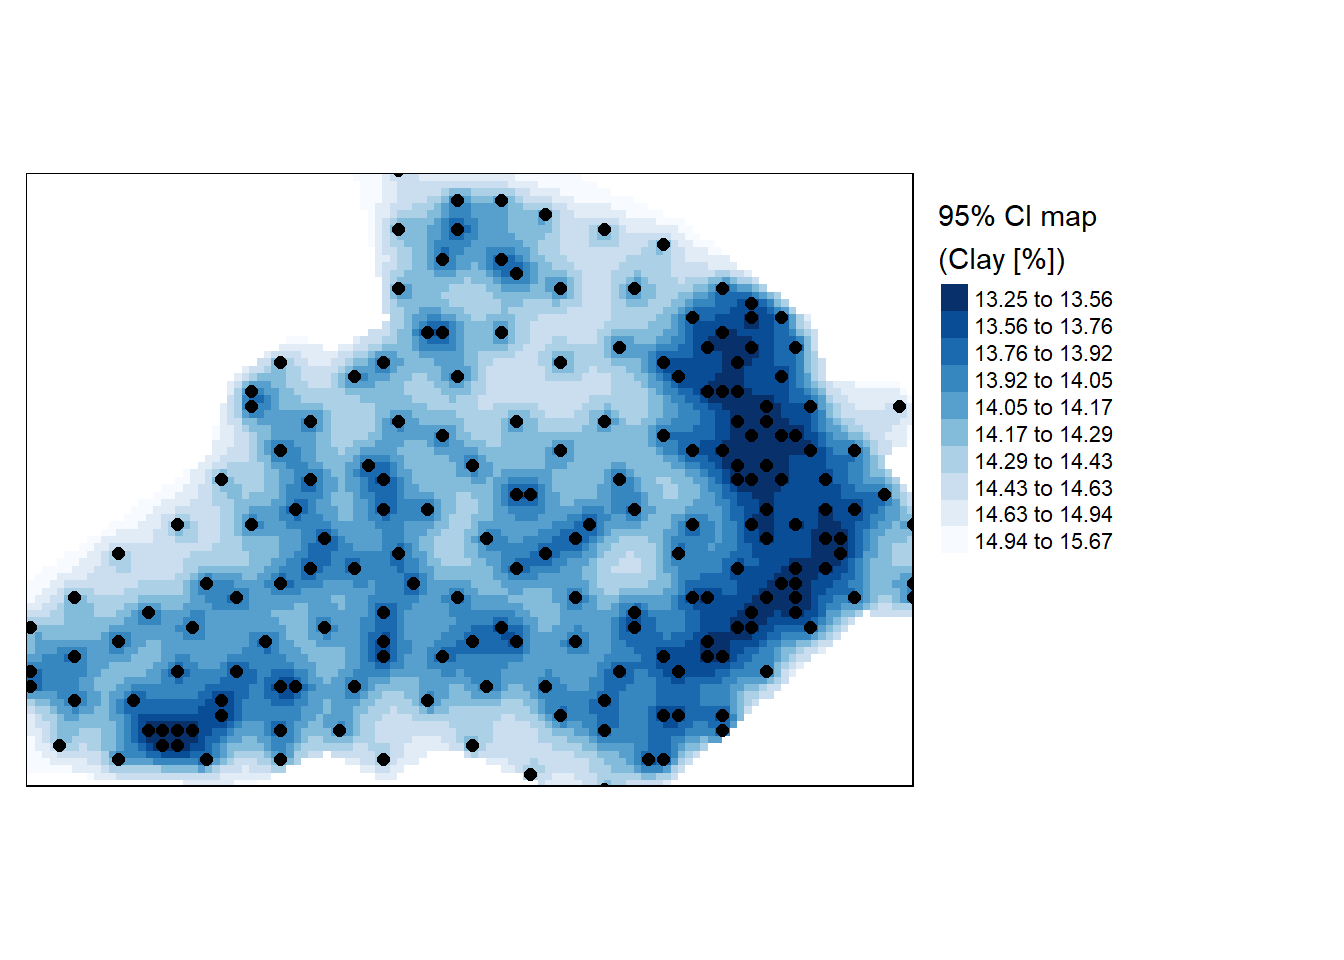 95% CI map
(Clay [%])
13.25 to 13.56
13.56 to 13.76
13.76 to 13.92
13.92 to 14.05
14.05 to 14.17
14.17 to 14.29
14.29 to 14.43
14.43 to 14.63
14.63 to 14.94
14.94 to 15.67